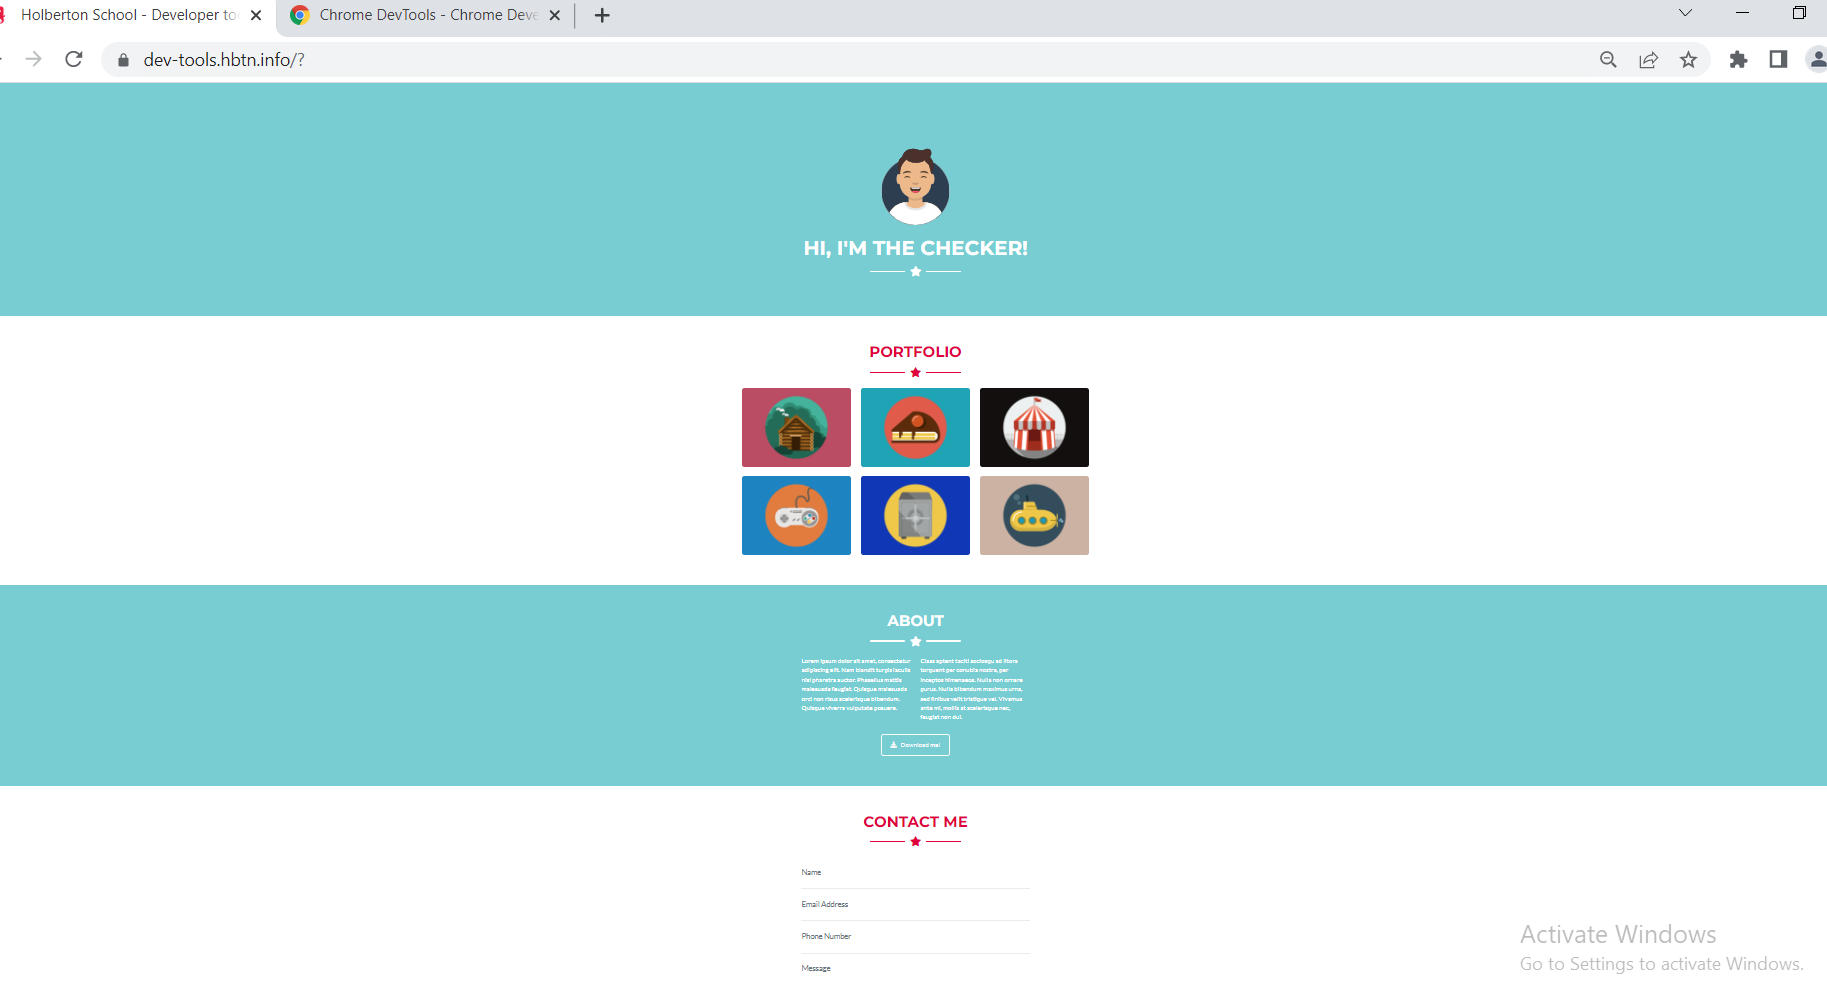 Holberton School - Developer to
Chrome DevTools - Chrome Deve
dev-tools.hbtn.info/?
HI, I'M THE CHECKER!
PORTFOLIO
ABOUT
Lorem ipsum dolor sit amet, consectetur
adipiscing elit. Nam blandit turpis iaculis
nisl pharetra auctor. Phasellus mattis
malesuada feugiat. Quisque malesuada
orci non risus scelerisque bibendum.
Quisque viverra vulputate posuere.
Class aptent taciti sociosqu ad litora
torquent per conubia nostra, per
inceptos himenaeos. Nulla non ornare
purus. Nulla bibendum maximus urna,
sed finibus velit tristique vel. Vivamus
ante mi, mollis at scelerisque nec,
feugiat non dui.
Download me!
CONTACT ME
Name
Email Address
Phone Number
Message
Activate Windows
Go to Settings to activate Windows.